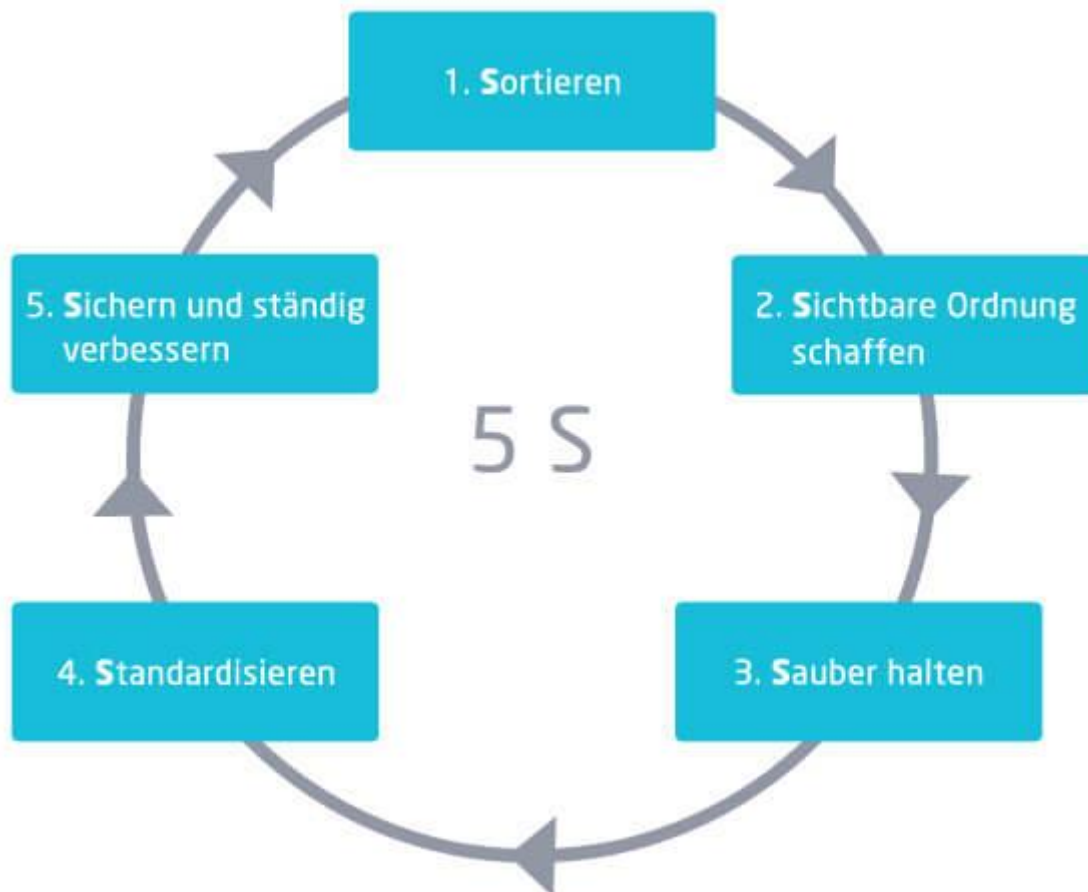 1. Sortieren
2. Sichtbare Ordnung
schaffen
3. Sauber halten
4. Standardisieren
5. Sichern und ständig
verbessern
5 S